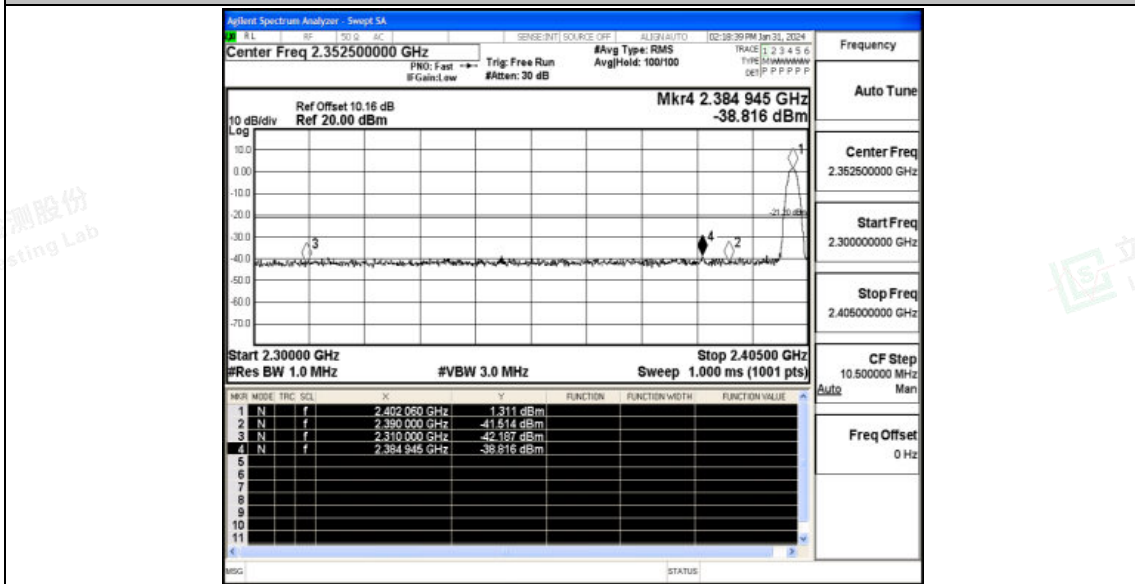 Agilent Spectrum Analyzer - Swept SA
RL RF 50 Ω AC SENSE:INT SOURCE OFF ALIGNAUTO 02:18:39 PM Jan 31, 2024
Center Freq 2.352500000 GHz
PNO: Fast
IFGain:Low
Trig: Free Run
#Atten: 30 dB
#Avg Type: RMS
Avg|Hold: 100/100
TRACE 1 2 3 4 5 6
TYPE MWWWWW
DET P P P P P P
Mkr4 2.384 945 GHz
-38.816 dBm
Ref Offset 10.16 dB
10 dB/div Ref 20.00 dBm
Log
10.0
0.00
-10.0
-20.0
-30.0
-40.0
-50.0
-60.0
-70.0
1
-21.20 dBm
3
4
2
Start 2.30000 GHz Stop 2.40500 GHz
#Res BW 1.0 MHz #VBW 3.0 MHz Sweep 1.000 ms (1001 pts)
MKR MODE TRC SCL X Y FUNCTION FUNCTION WIDTH FUNCTION VALUE
1 N f 2.402 060 GHz 1.311 dBm
2 N f 2.390 000 GHz -41.514 dBm
3 N f 2.310 000 GHz -42.187 dBm
4 N f 2.384 945 GHz -38.816 dBm
5
6
7
8
9
10
11
MSG STATUS
Frequency
Auto Tune
Center Freq
2.352500000 GHz
Start Freq
2.300000000 GHz
Stop Freq
2.405000000 GHz
CF Step
10.500000 MHz
Auto Man
Freq Offset
0 Hz
测股份
sting Lab
立
LCS